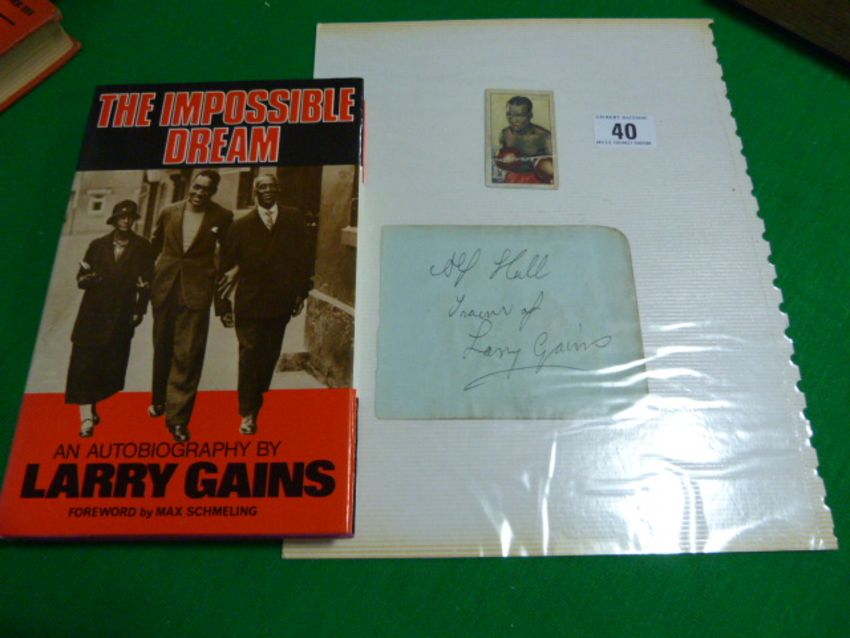 THE IMPOSSIBLE
DREAM
AN AUTOBIOGRAPHY BY
LARRY GAINS
FOREWORD by MAX SCHMELING
40
Alf Hall
Trainer of
Larry Gains